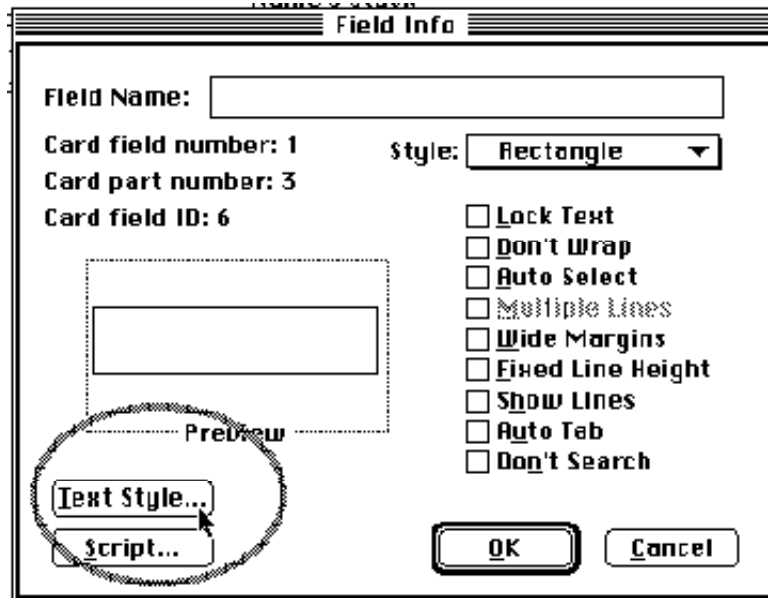 Field Info
Field Name:
Card field number: 1
Style: Rectangle
Card part number: 3
Card field ID: 6
Lock Text
Don't Wrap
Auto Select
Multiple Lines
Wide Margins
Fixed Line Height
Show Lines
Auto Tab
Don't Search
Preview
Text Style...
Script...
OK
Cancel